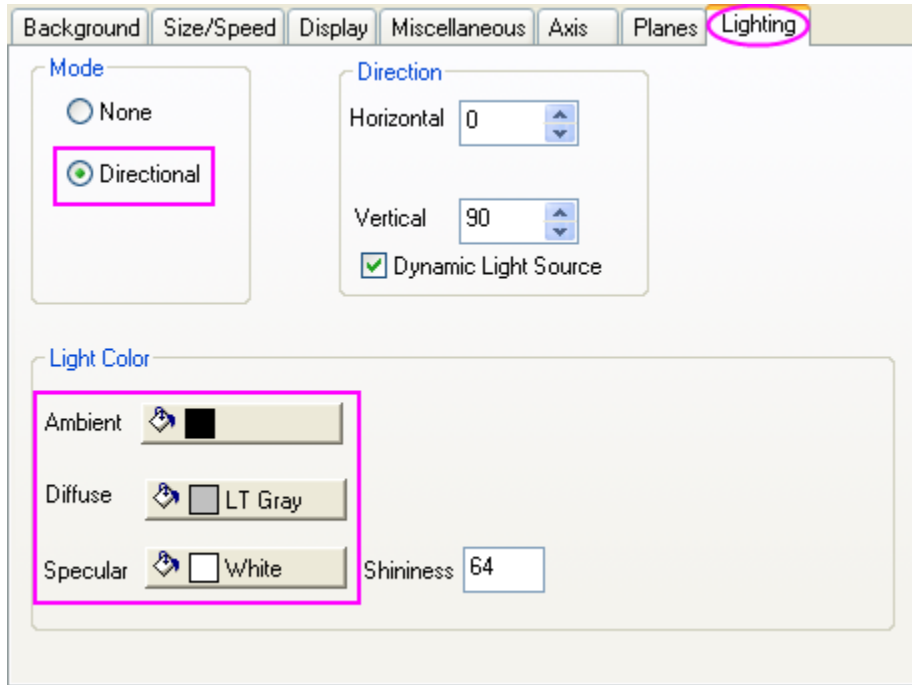 Background Size/Speed Display Miscellaneous Axis Planes Lighting
Mode
None
Directional
Direction
Horizontal 0
Vertical 90
Dynamic Light Source
Light Color
Ambient
Diffuse LT Gray
Specular White Shininess 64